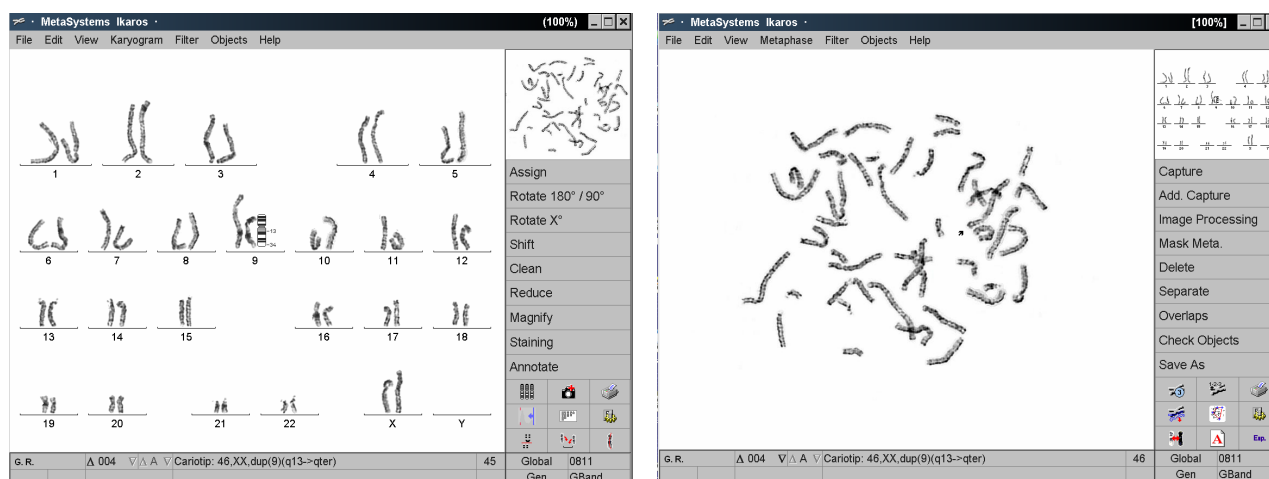 MetaSystems Ikaros · (100%)
File Edit View Karyogram Filter Objects Help
1 2 3 4 5
6 7 8 9 10 11 12
13
34
13 14 15 16 17 18
19 20 21 22 X Y
Assign
Rotate 180° / 90°
Rotate X°
Shift
Clean
Reduce
Magnify
Staining
Annotate
G. R. Δ 004 ∇ Δ A ∇ Cariotip: 46,XX,dup(9)(q13->qter) 45 Global 0811
Gen GBand
MetaSystems Ikaros · [100%]
File Edit View Metaphase Filter Objects Help
Capture
Add. Capture
Image Processing
Mask Meta.
Delete
Separate
Overlaps
Check Objects
Save As
A Exp.
G. R. Δ 004 ∇ Δ A ∇ Cariotip: 46,XX,dup(9)(q13->qter) 46 Global 0811
Gen GBand